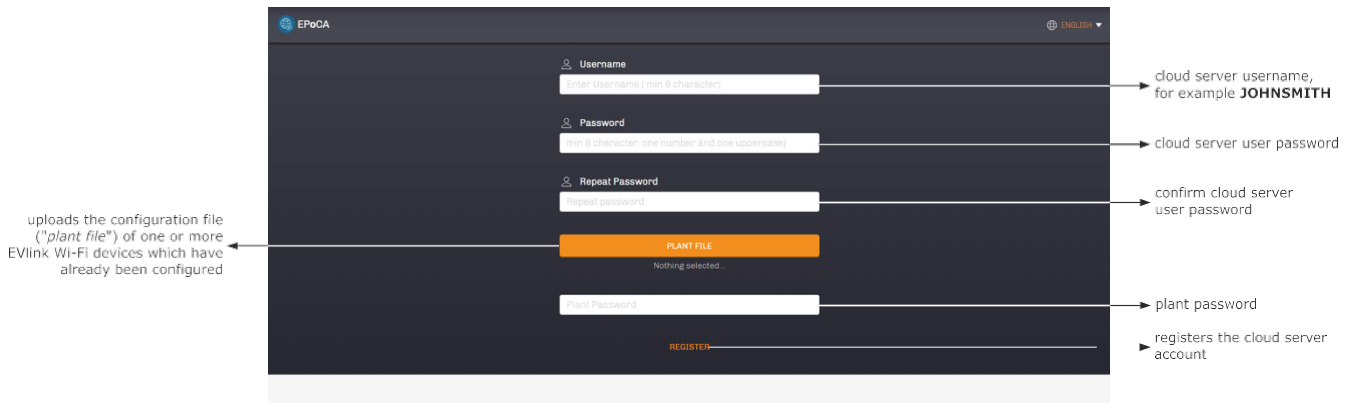 EPoCA
ENGLISH
Username
Enter Username ( min 6 character)
cloud server username,
for example JOHNSMITH
Password
min 8 character, one number and one uppercase)
cloud server user password
Repeat Password
Repeat password
confirm cloud server
user password
uploads the configuration file
("plant file") of one or more
EVlink Wi-Fi devices which have
already been configured
PLANT FILE
Nothing selected...
Plant Password
plant password
REGISTER
registers the cloud server
account